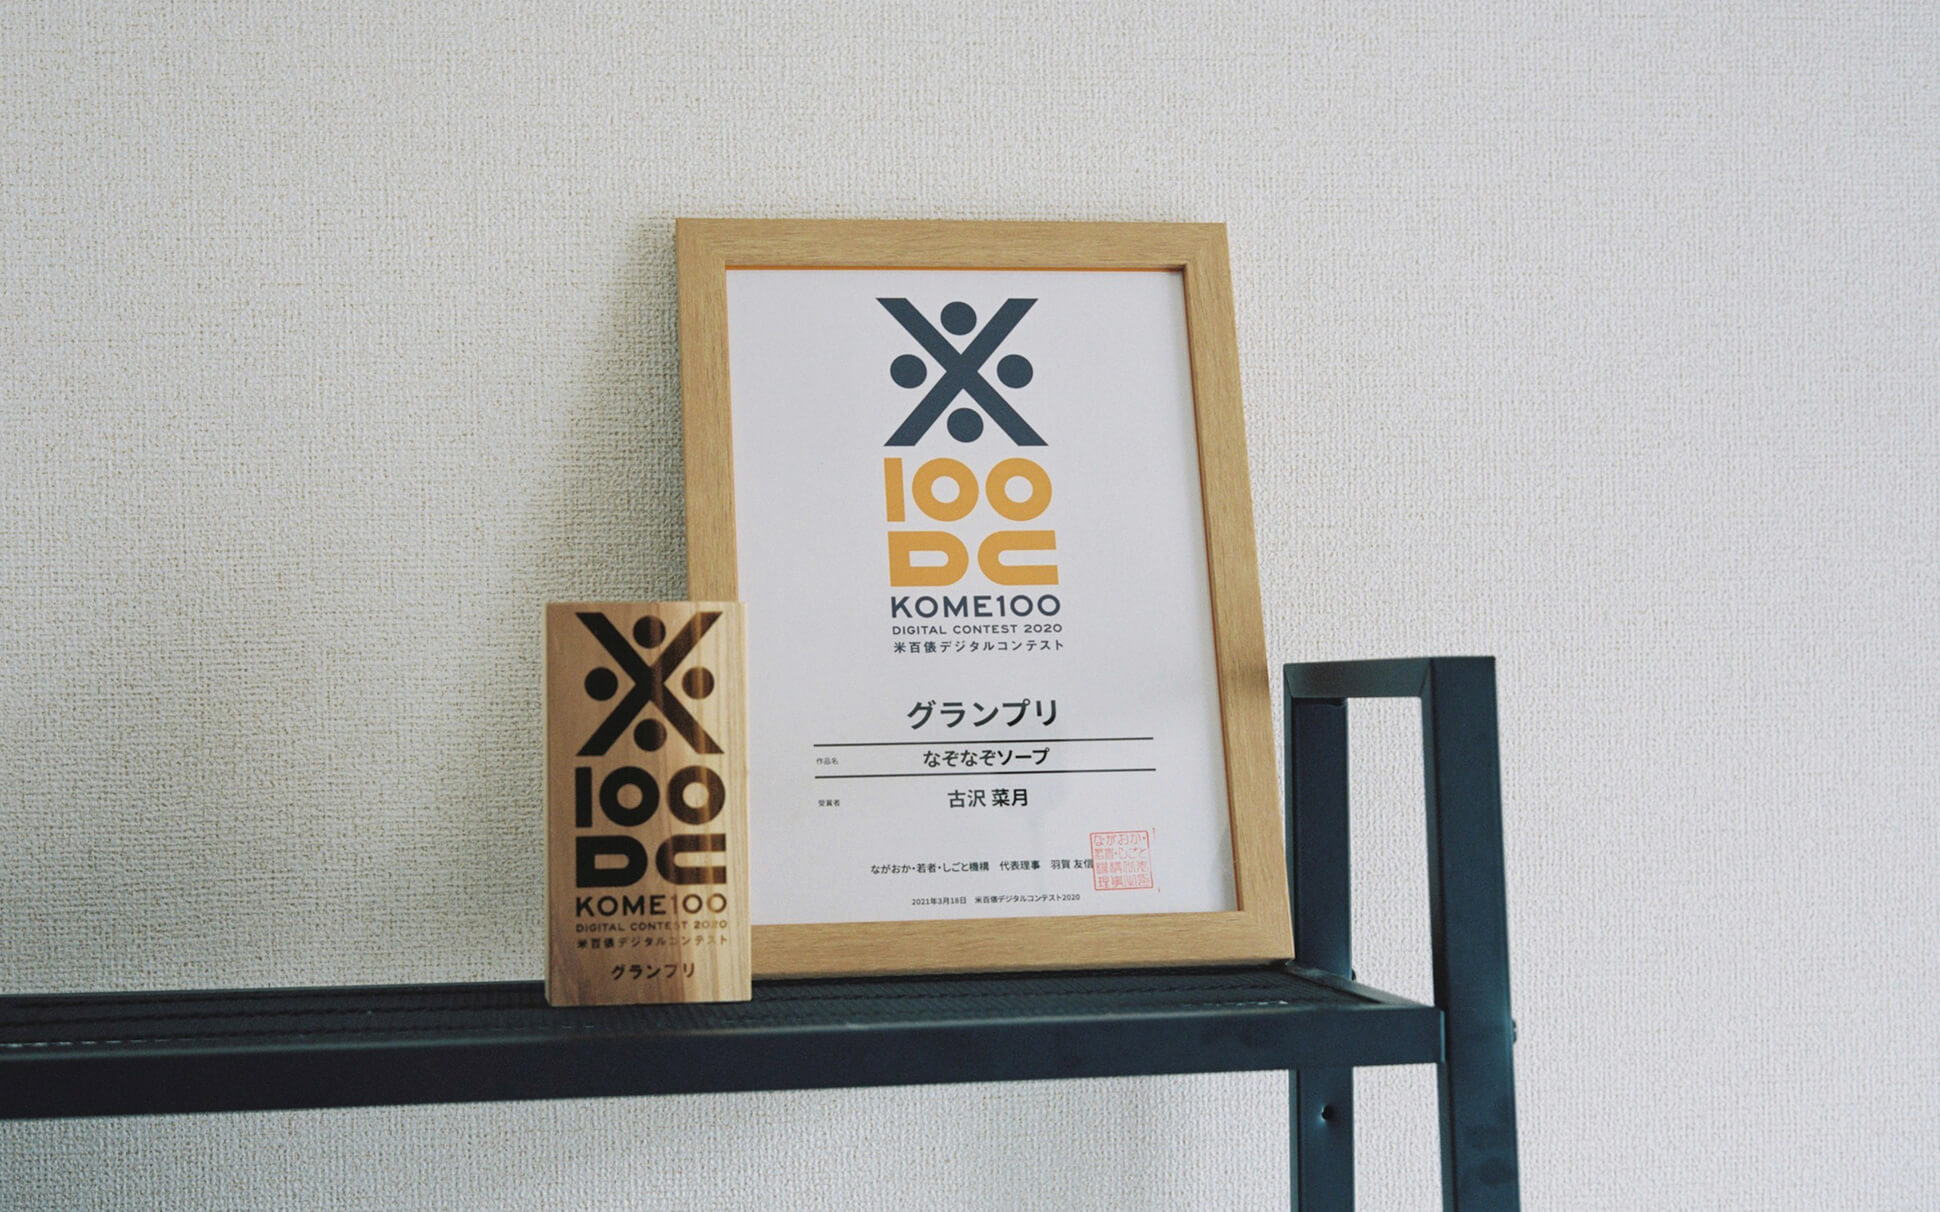 100
DC
KOME100
DIGITAL CONTEST 2020
米百俵デジタルコンテスト
グランプリ
作品名 なぞなぞソープ
受賞者 古沢 菜月
ながおか・若者・しごと機構 代表理事 羽賀 友信
2021年3月18日 米百俵デジタルコンテスト2020
100
DC
KOME100
DIGITAL CONTEST 2020
米百俵デジタルコンテスト
グランプリ